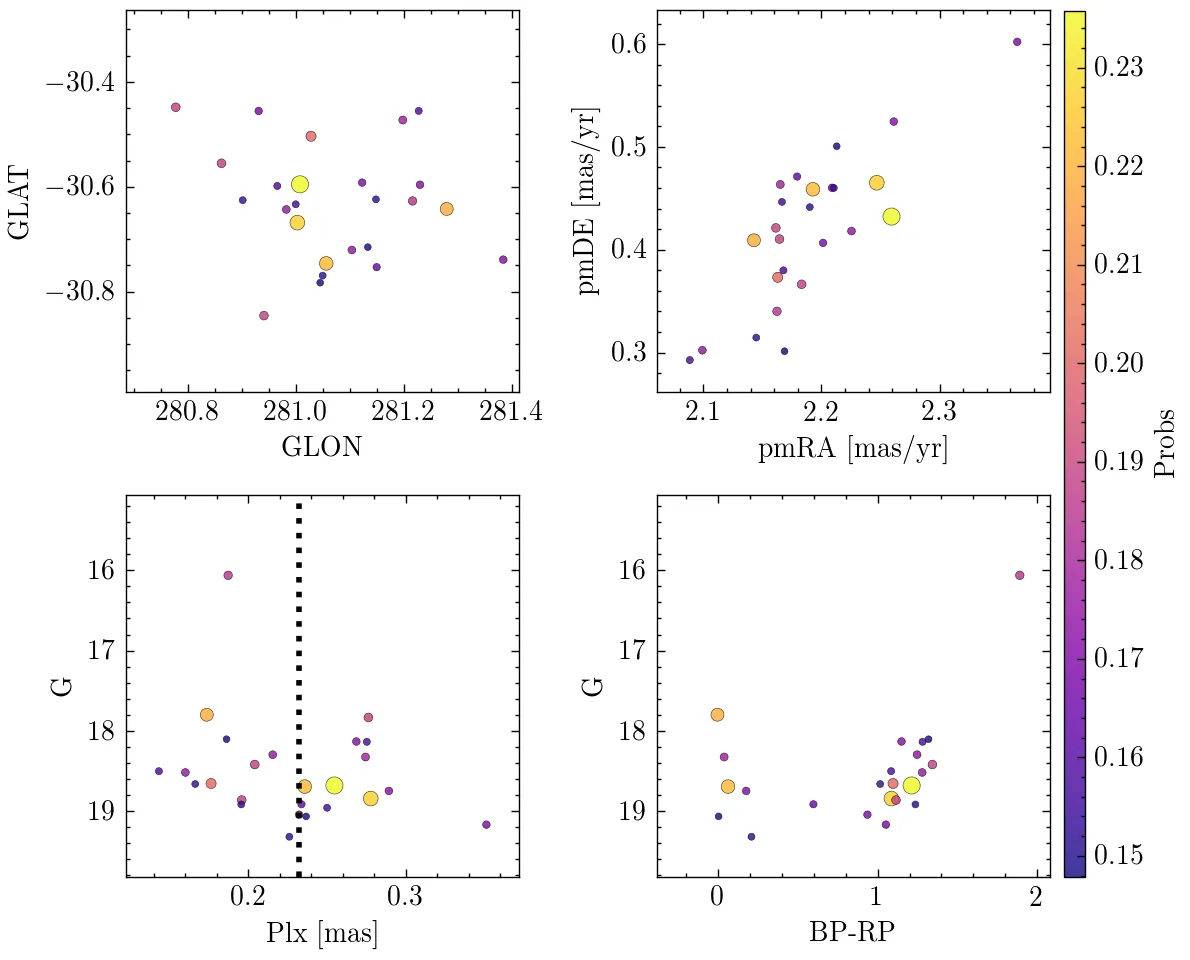 −30.4
−30.6
−30.8
GLAT
280.8 281.0 281.2 281.4
GLON
0.6
0.5
0.4
0.3
pmDE [mas/yr]
2.1 2.2 2.3
pmRA [mas/yr]
16
17
18
19
G
0.2 0.3
Plx [mas]
16
17
18
19
G
0 1 2
BP-RP
0.23
0.22
0.21
0.20
0.19
0.18
0.17
0.16
0.15
Probs